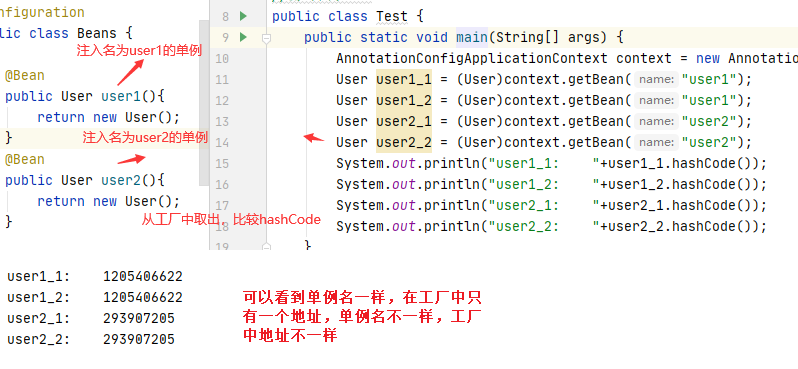 nfiguration
lic class Beans {
注入名为user1的单例
@Bean
public User user1(){
return new User();
}
注入名为user2的单例
@Bean
public User user2(){
return new User();
}
从工厂中取出，比较hashCode
8 public class Test {
9 public static void main(String[] args) {
10 AnnotationConfigApplicationContext context = new Annotatio
11 User user1_1 = (User)context.getBean( name: "user1");
12 User user1_2 = (User)context.getBean( name: "user1");
13 User user2_1 = (User)context.getBean( name: "user2");
14 User user2_2 = (User)context.getBean( name: "user2");
15 System.out.println("user1_1:    "+user1_1.hashCode());
16 System.out.println("user1_2:    "+user1_2.hashCode());
17 System.out.println("user2_1:    "+user2_1.hashCode());
18 System.out.println("user2_2:    "+user2_2.hashCode());
19 }
user1_1:    1205406622
user1_2:    1205406622
user2_1:    293907205
user2_2:    293907205
可以看到单例名一样，在工厂中只
有一个地址，单例名不一样，工厂
中地址不一样